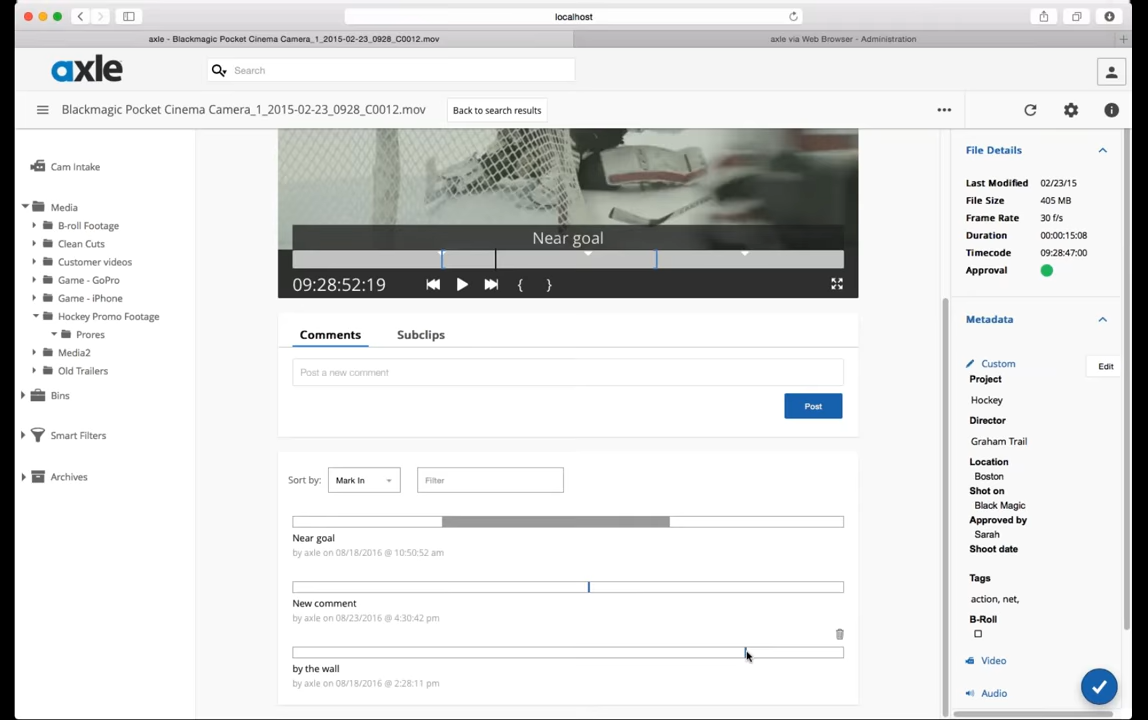 localhost
axle - Blackmagic Pocket Cinema Camera_1_2015-02-23_0928_C0012.mov
axle via Web Browser - Administration
axle
Search
Blackmagic Pocket Cinema Camera_1_2015-02-23_0928_C0012.mov
Back to search results
Cam Intake
Media
B-roll Footage
Clean Cuts
Customer videos
Game - GoPro
Game - iPhone
Hockey Promo Footage
Prores
Media2
Old Trailers
Bins
Smart Filters
Archives
Near goal
09:28:52:19
{ }
Comments Subclips
Post a new comment
Post
Sort by: Mark In Filter
Near goal
by axle on 08/18/2016 @ 10:50:52 am
New comment
by axle on 08/23/2016 @ 4:30:42 pm
by the wall
by axle on 08/18/2016 @ 2:28:11 pm
File Details
Last Modified 02/23/15
File Size 405 MB
Frame Rate 30 f/s
Duration 00:00:15:08
Timecode 09:28:47:00
Approval
Metadata
Custom Edit
Project
Hockey
Director
Graham Trail
Location
Boston
Shot on
Black Magic
Approved by
Sarah
Shoot date
Tags
action, net,
B-Roll
Video
Audio